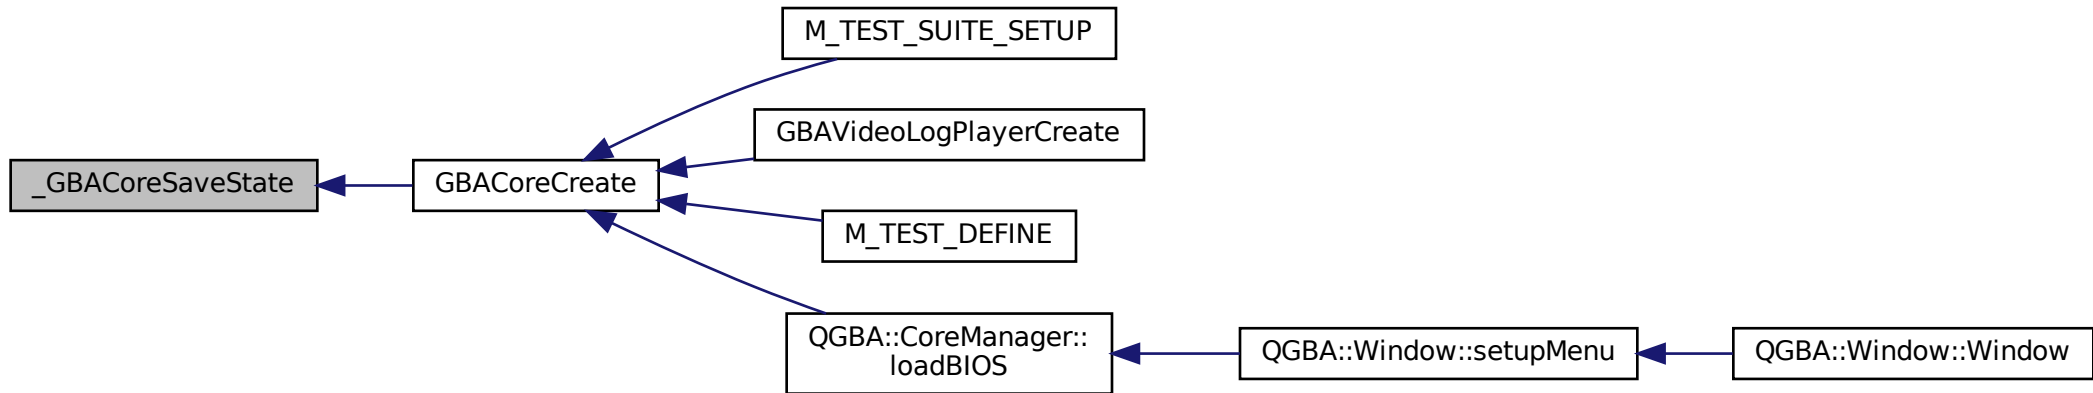 M_TEST_SUITE_SETUP
GBAVideoLogPlayerCreate
_GBACoreSaveState
GBACoreCreate
M_TEST_DEFINE
QGBA::CoreManager::
loadBIOS
QGBA::Window::setupMenu
QGBA::Window::Window